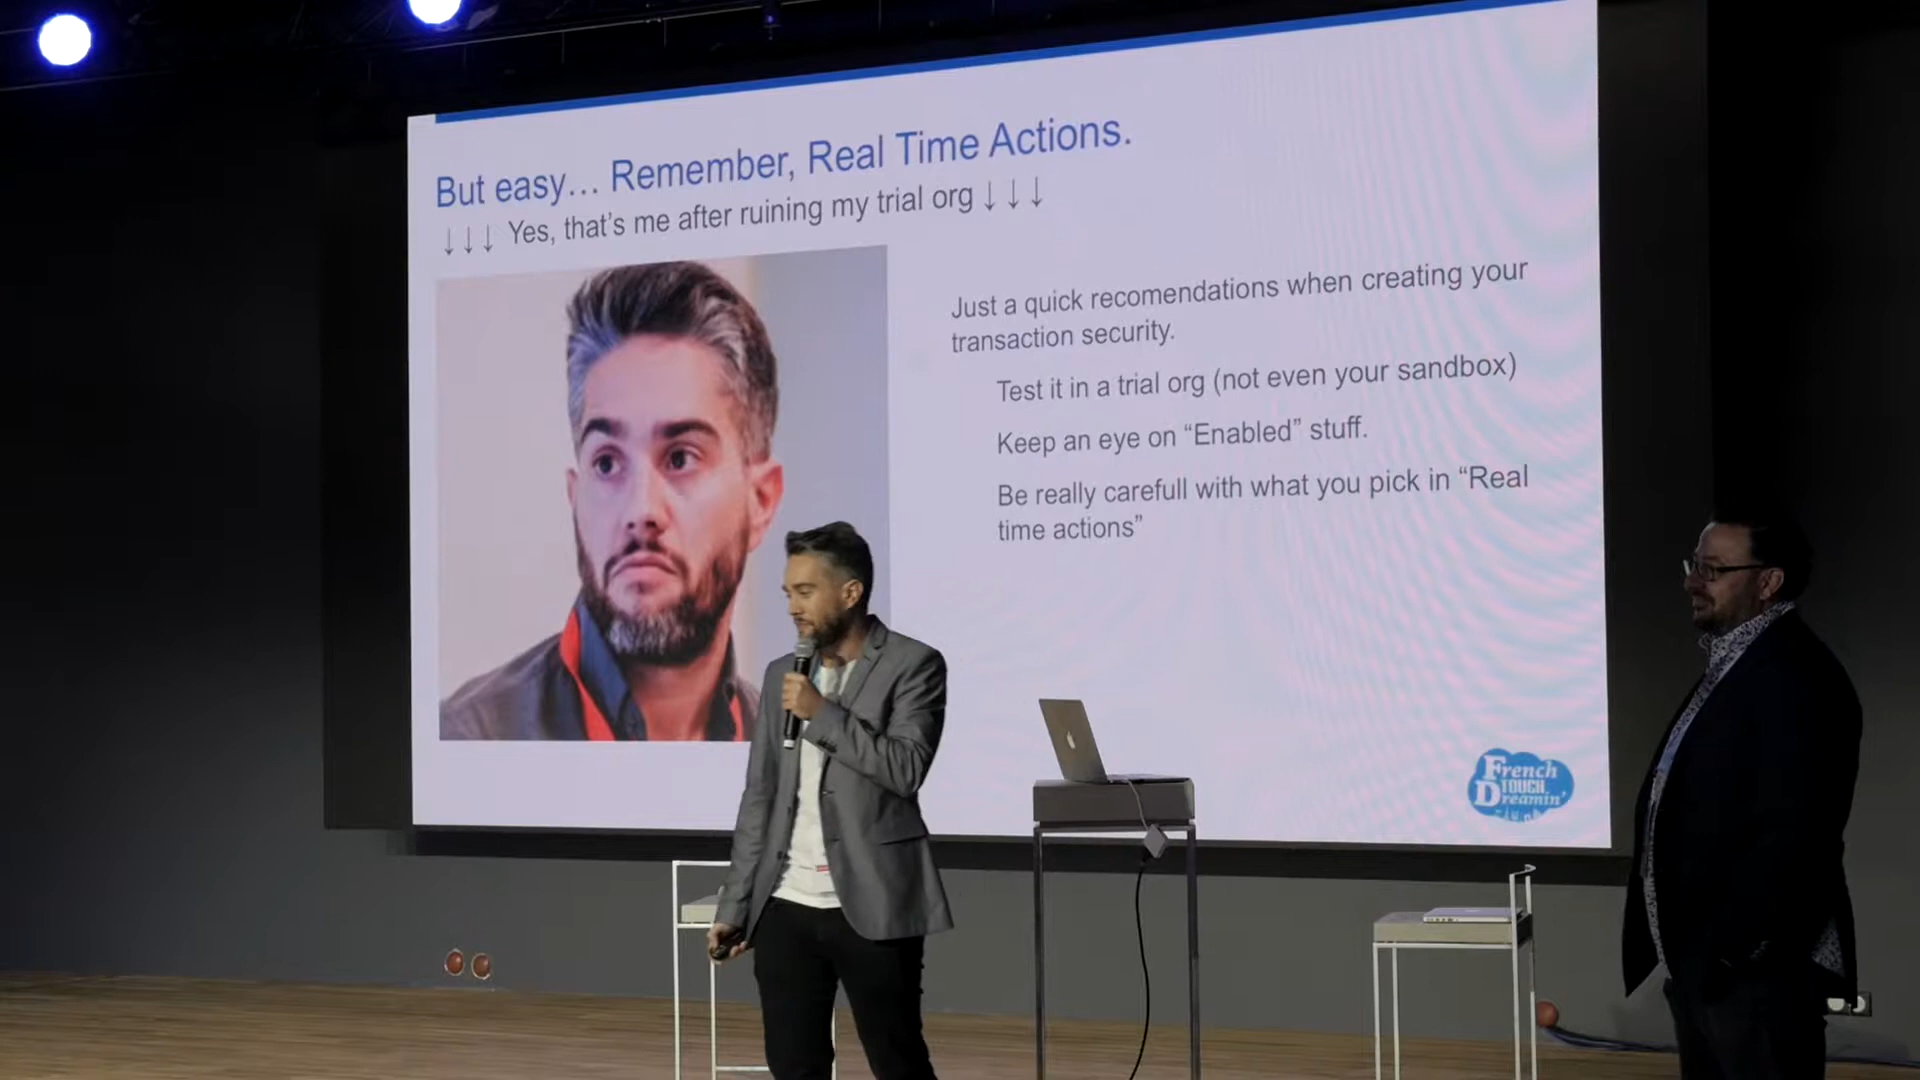 But easy… Remember, Real Time Actions.
↓↓↓ Yes, that’s me after ruining my trial org ↓↓↓
Just a quick recomendations when creating your
transaction security.
Test it in a trial org (not even your sandbox)
Keep an eye on “Enabled” stuff.
Be really carefull with what you pick in “Real
time actions”
French
TOUCH
Dreamin’